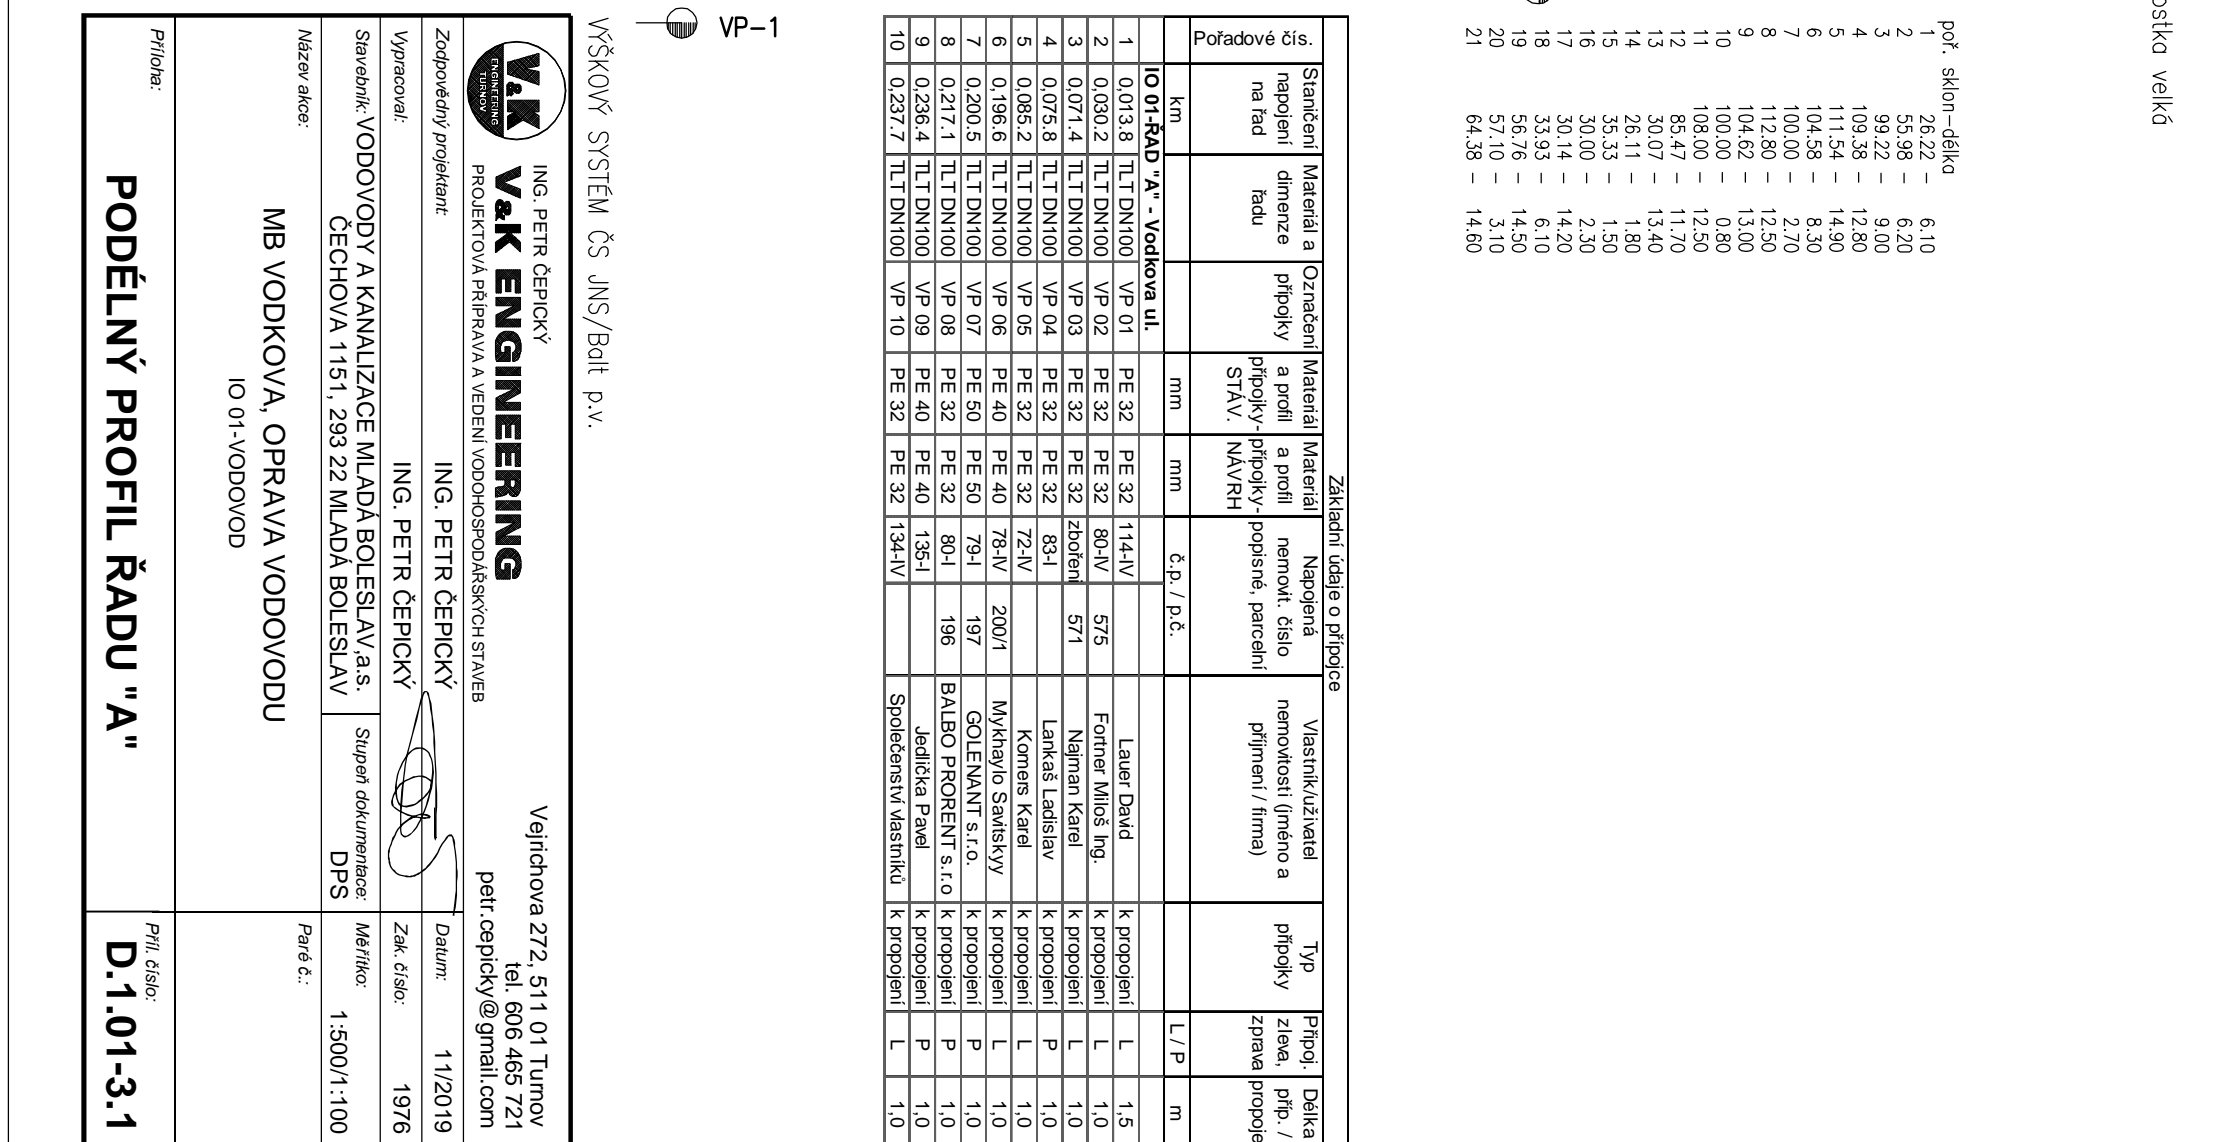 ostka velká
poř. sklon-délka
1 26.22 – 6.10
2 55.98 – 6.20
3 99.22 – 9.00
4 109.38 – 12.80
5 111.54 – 14.90
6 104.58 – 8.30
7 100.00 – 2.70
8 112.80 – 12.50
9 104.62 – 13.00
10 100.00 – 0.80
11 108.00 – 12.50
12 85.47 – 11.70
13 30.07 – 13.40
14 26.11 – 1.80
15 35.33 – 1.50
16 30.00 – 2.30
17 30.14 – 14.20
18 33.93 – 6.10
19 56.76 – 14.50
20 57.10 – 3.10
21 64.38 – 14.60
Základní údaje o přípojce
Pořadové čís.
Staničení
napojení
na řad
Materiál a
dimenze
řadu
Označení
přípojky
Materiál
a profil
přípojky-
STÁV.
Materiál
a profil
přípojky-
NÁVRH
Napojená
nemovit. číslo
popisné, parcelní
Vlastník/uživatel
nemovitosti (jméno a
příjmení / firma)
Typ
přípojky
Připoj.
zleva,
zprava
Délka
příp. /
propoje
km mm mm č.p. / p.č. L / P m
IO 01-ŘAD "A" - Vodkova ul.
1 0,013.8 TLT DN100 VP 01 PE 32 PE 32 114-IV Lauer David k propojení L 1,5
2 0,030.2 TLT DN100 VP 02 PE 32 PE 32 80-IV 575 Fortner Miloš Ing. k propojení L 1,0
3 0,071.4 TLT DN100 VP 03 PE 32 PE 32 zboření 571 Najman Karel k propojení L 1,0
4 0,075.8 TLT DN100 VP 04 PE 32 PE 32 83-I Lankaš Ladislav k propojení P 1,0
5 0,085.2 TLT DN100 VP 05 PE 32 PE 32 72-IV Komers Karel k propojení L 1,0
6 0,196.6 TLT DN100 VP 06 PE 40 PE 40 78-IV 200/1 Mykhaylo Savitskyy k propojení L 1,0
7 0,200.5 TLT DN100 VP 07 PE 50 PE 50 79-I 197 GOLENANT s.r.o. k propojení P 1,0
8 0,217.1 TLT DN100 VP 08 PE 32 PE 32 80-I 196 BALBO PRORENT s.r.o k propojení P 1,0
9 0,236.4 TLT DN100 VP 09 PE 40 PE 40 135-I Jedlička Pavel k propojení P 1,0
10 0,237.7 TLT DN100 VP 10 PE 32 PE 32 134-IV Společenství vlastníků k propojení L 1,0
VP-1
VÝŠKOVÝ SYSTÉM ČS JNS/Balt p.v.
V&K
ENGINEERING
TURNOV
ING. PETR ČEPICKÝ
V&K ENGINEERING
PROJEKTOVÁ PŘÍPRAVA A VEDENÍ VODOHOSPODÁŘSKÝCH STAVEB
Vejrichova 272, 511 01 Turnov
tel. 606 465 721
petr.cepicky@gmail.com
Zodpovědný projektant: ING. PETR ČEPICKÝ
Datum: 11/2019
Vypracoval: ING. PETR ČEPICKÝ
Zak. číslo: 1976
Stavebník: VODOVODY A KANALIZACE MLADÁ BOLESLAV,a.s.
ČECHOVA 1151, 293 22 MLADÁ BOLESLAV
Stupeň dokumentace:
DPS
Měřítko:
1:500/1:100
Název akce:
MB VODKOVA, OPRAVA VODOVODU
IO 01-VODOVOD
Paré č.:
Příloha:
PODÉLNÝ PROFIL ŘADU "A"
Příl. číslo:
D.1.01-3.1